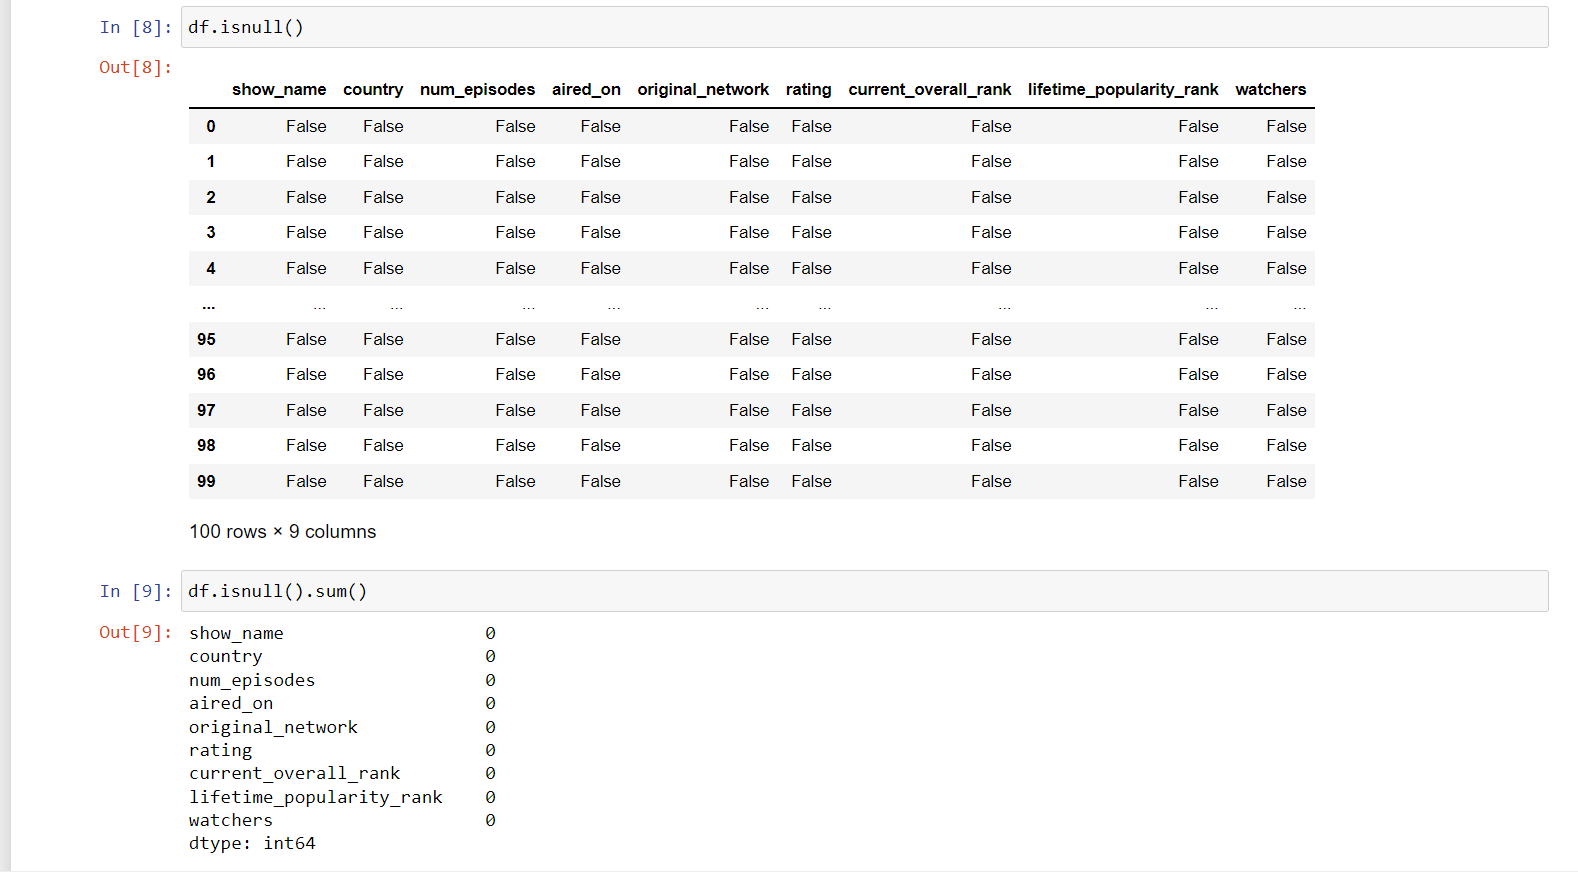 In [8]: df.isnull()
Out[8]:
show_name country num_episodes aired_on original_network rating current_overall_rank lifetime_popularity_rank watchers
0 False False False False False False False False False
1 False False False False False False False False False
2 False False False False False False False False False
3 False False False False False False False False False
4 False False False False False False False False False
... ... ... ... ... ... ... ... ... ...
95 False False False False False False False False False
96 False False False False False False False False False
97 False False False False False False False False False
98 False False False False False False False False False
99 False False False False False False False False False
100 rows × 9 columns
In [9]: df.isnull().sum()
Out[9]: show_name 0
country 0
num_episodes 0
aired_on 0
original_network 0
rating 0
current_overall_rank 0
lifetime_popularity_rank 0
watchers 0
dtype: int64